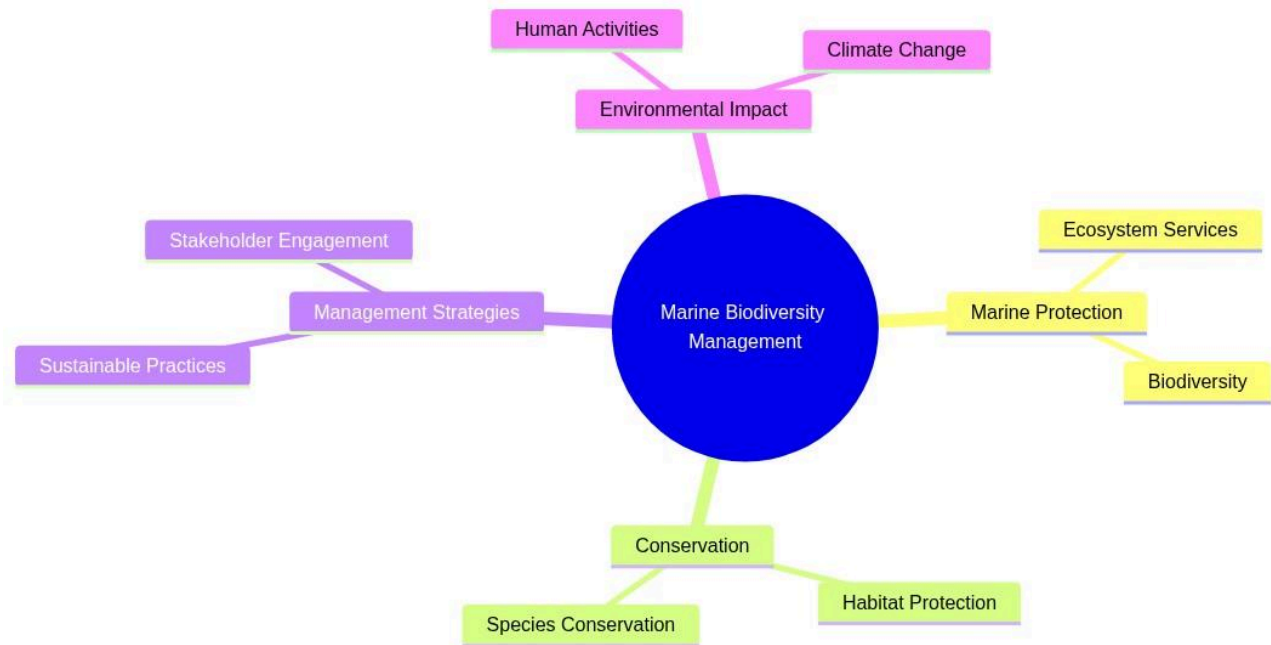 Human Activities
Climate Change
Environmental Impact
Stakeholder Engagement
Management Strategies
Sustainable Practices
Marine Biodiversity
Management
Ecosystem Services
Marine Protection
Biodiversity
Conservation
Habitat Protection
Species Conservation